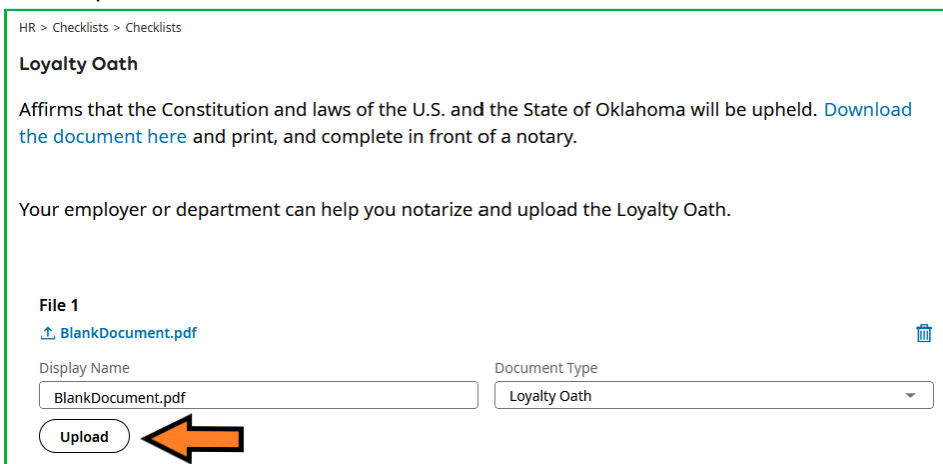 HR > Checklists > Checklists
Loyalty Oath
Affirms that the Constitution and laws of the U.S. and the State of Oklahoma will be upheld. Download
the document here and print, and complete in front of a notary.
Your employer or department can help you notarize and upload the Loyalty Oath.
File 1
BlankDocument.pdf
Display Name
Document Type
BlankDocument.pdf
Loyalty Oath
Upload